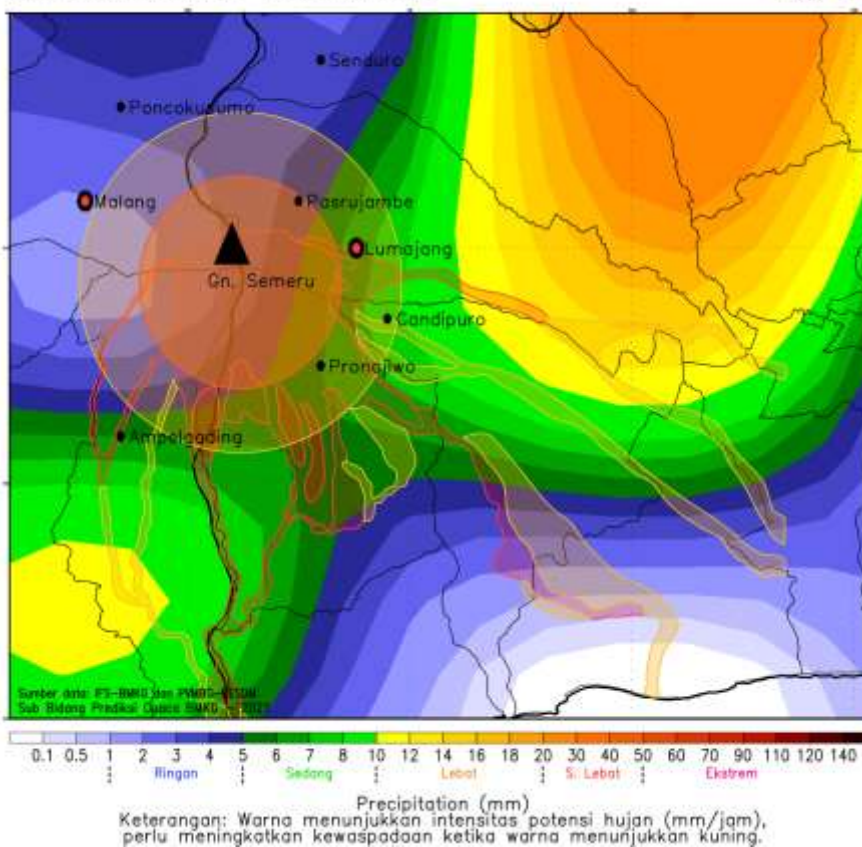 Senduro
Poncokusumo
Malang
Pasrujambe
Lumajang
Gn. Semeru
Candipuro
Pronojiwo
Ampelgading
Sumber data: IFS-BMKG dan PVMBG-ESDM
Sub Bidang Prediksi Cuaca BMKG
0.1 0.5 1 2 3 4 5 6 7 8 10 12 14 16 18 20 30 40 50 60 70 90 110 120 140
Ringan Sedang Lebat S. Lebat Ekstrem
Precipitation (mm)
Keterangan: Warna menunjukkan intensitas potensi hujan (mm/jam),
perlu meningkatkan kewaspadaan ketika warna menunjukkan kuning.